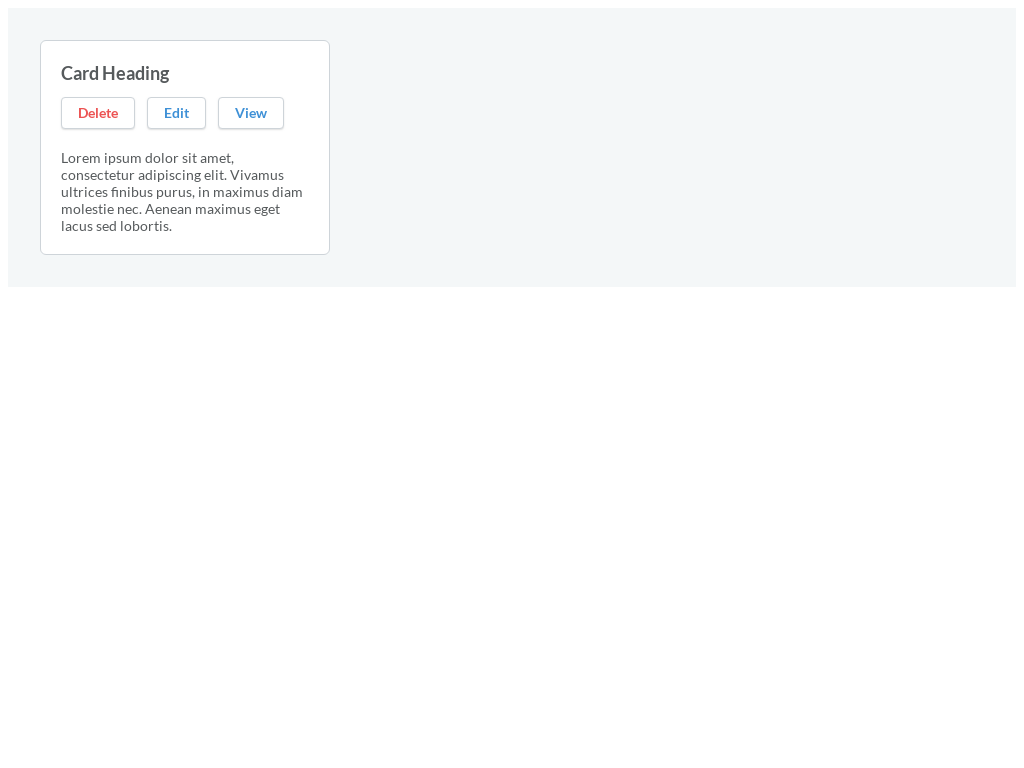 Card Heading
Delete Edit View
Lorem ipsum dolor sit amet,
consectetur adipiscing elit. Vivamus
ultrices finibus purus, in maximus diam
molestie nec. Aenean maximus eget
lacus sed lobortis.